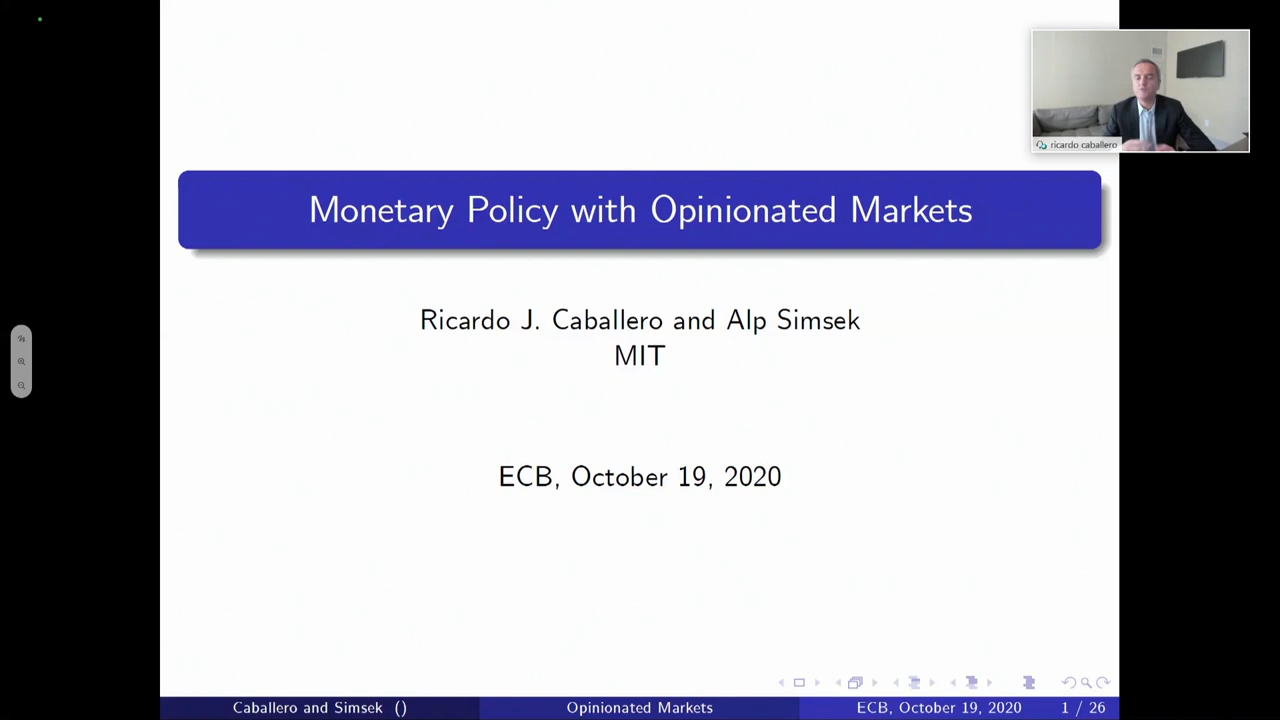 ricardo caballero
Monetary Policy with Opinionated Markets
Ricardo J. Caballero and Alp Simsek
MIT
ECB, October 19, 2020
Caballero and Simsek ()
Opinionated Markets
ECB, October 19, 2020
1 / 26